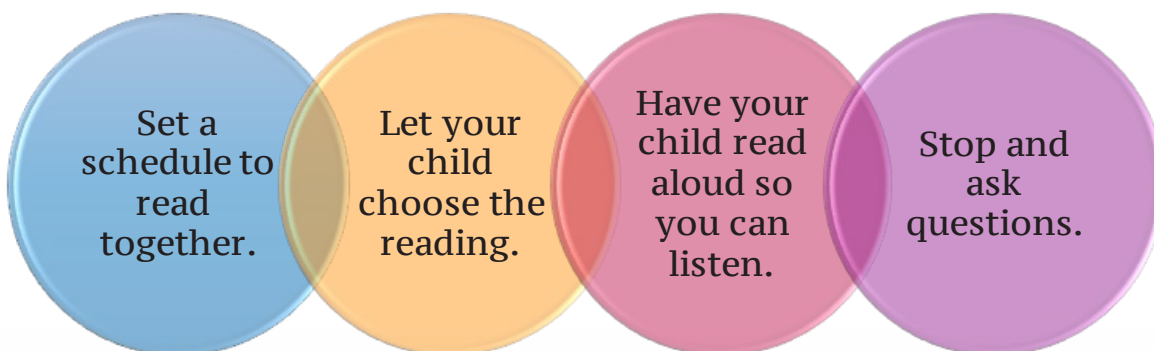 Set a
schedule to
read
together.
Let your
child
choose the
reading.
Have your
child read
aloud so
you can
listen.
Stop and
ask
questions.